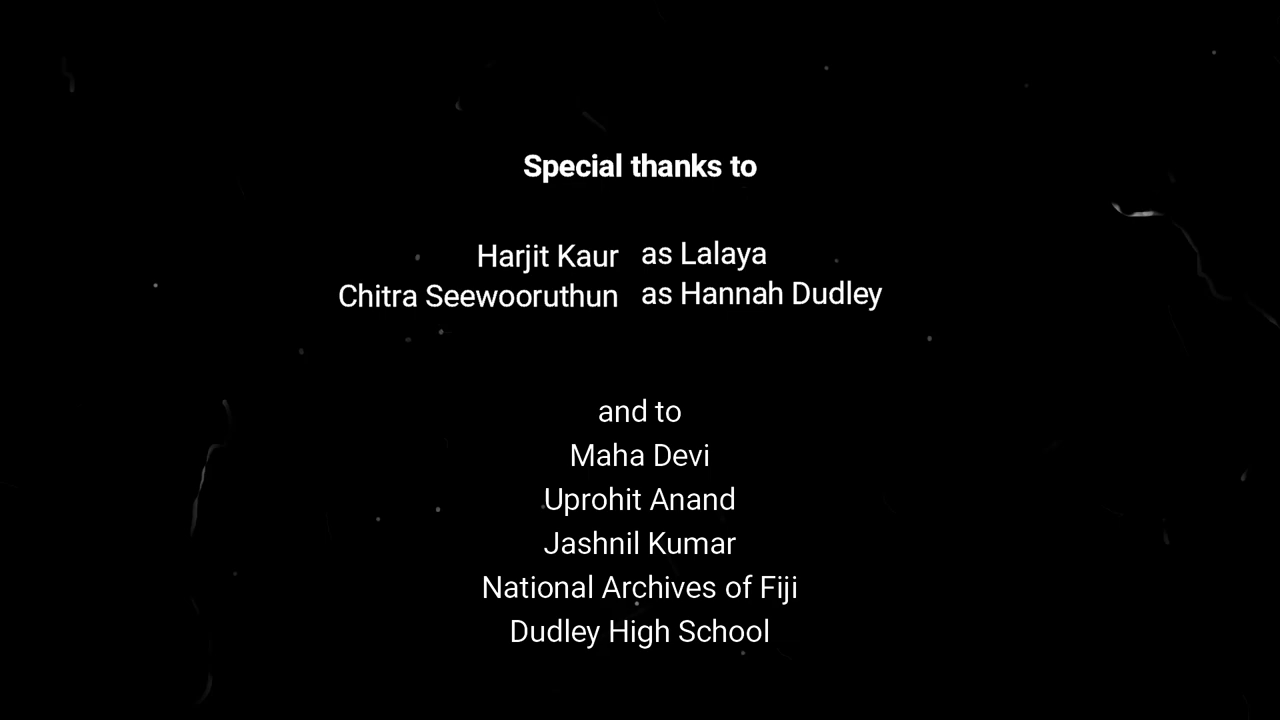 Special thanks to
Harjit Kaur as Lalaya
Chitra Seewooruthun as Hannah Dudley
and to
Maha Devi
Uprohit Anand
Jashnil Kumar
National Archives of Fiji
Dudley High School